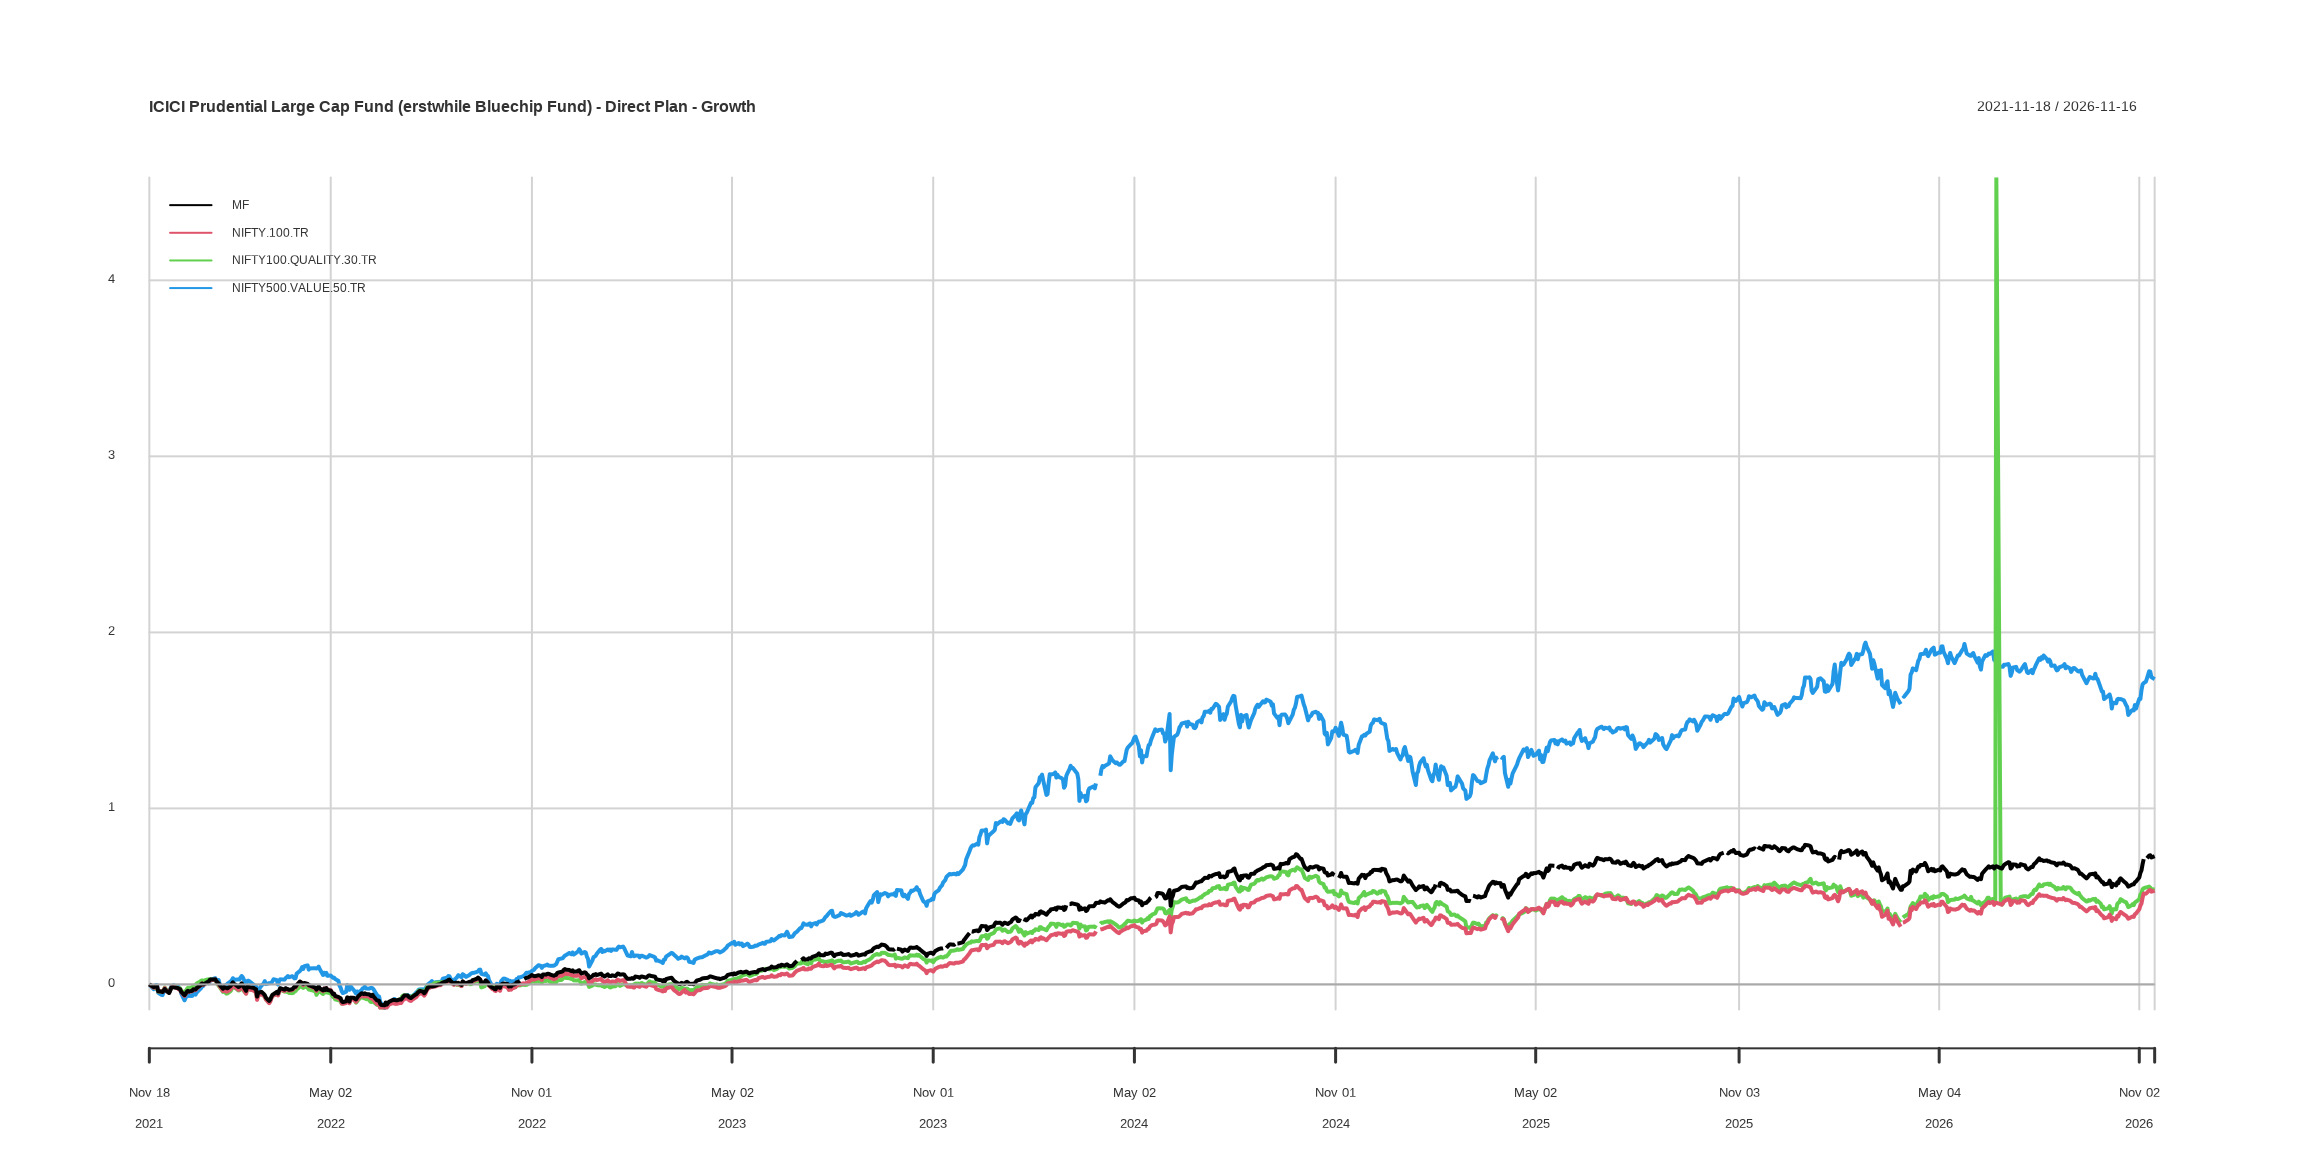 ICICI Prudential Large Cap Fund (erstwhile Bluechip Fund) - Direct Plan - Growth
2021-11-18 / 2026-11-16
MF
NIFTY.100.TR
NIFTY100.QUALITY.30.TR
NIFTY500.VALUE.50.TR
4
3
2
1
0
Nov 18 May 02 Nov 01 May 02 Nov 01 May 02 Nov 01 May 02 Nov 03 May 04 Nov 02
2021 2022 2022 2023 2023 2024 2024 2025 2025 2026 2026